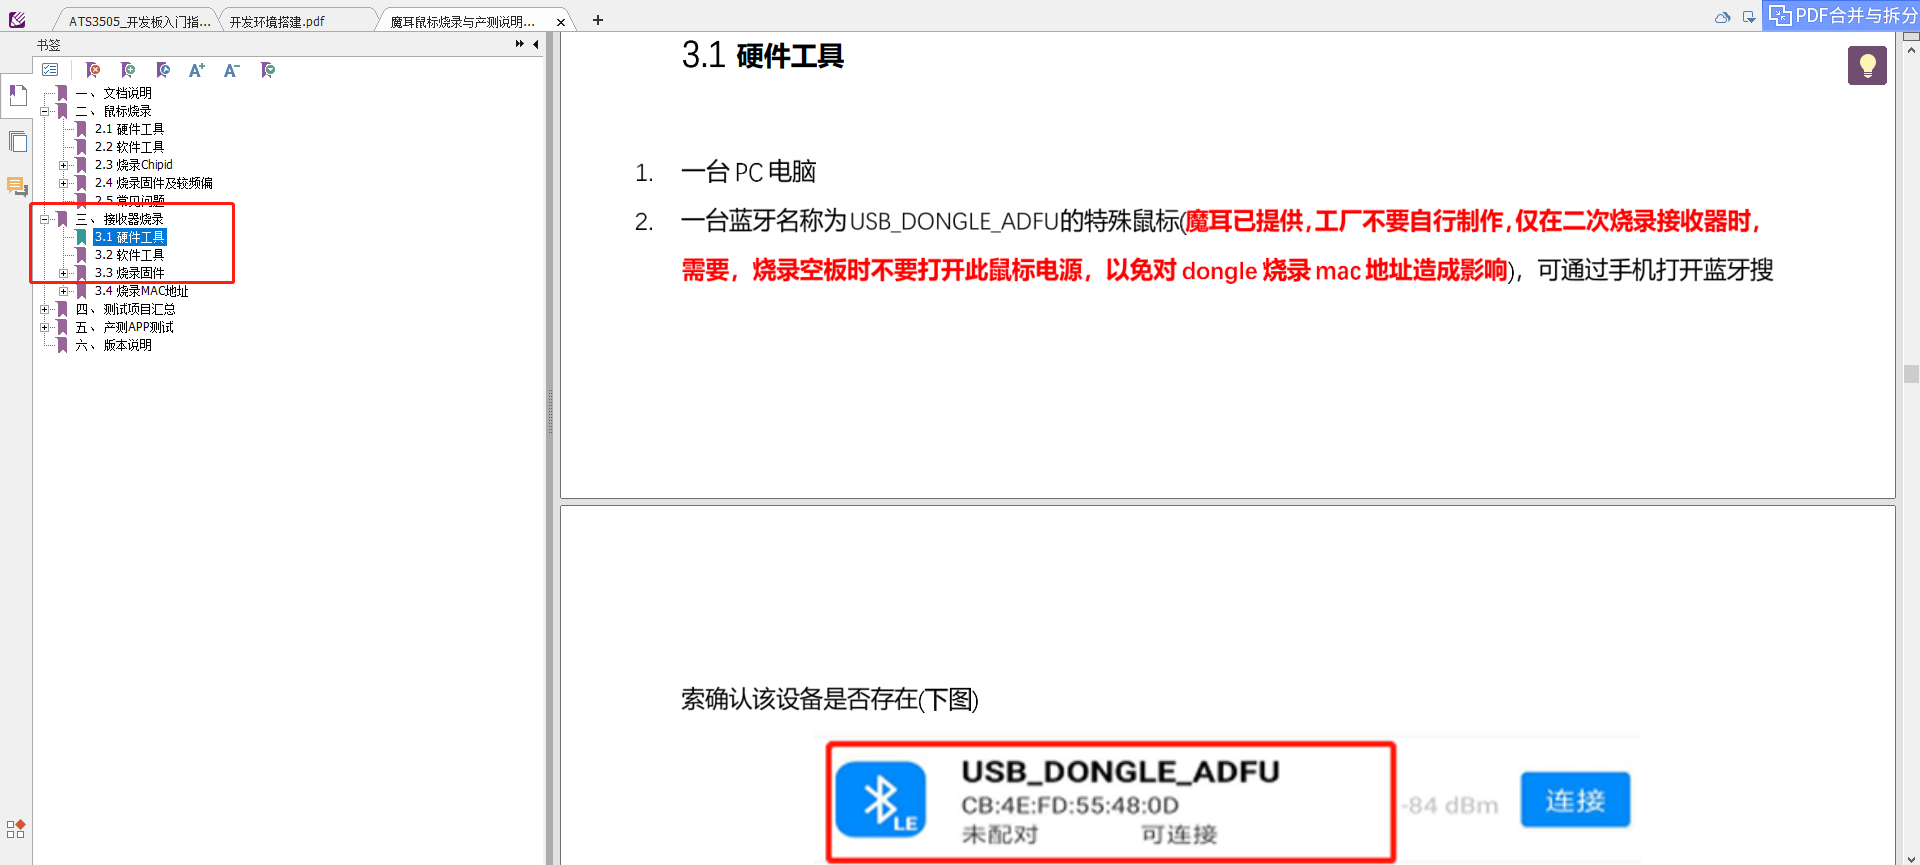 ATS3505_开发板入门指...
开发环境搭建.pdf
魔耳鼠标烧录与产测说明...
PDF合并与拆分
书签
一、文档说明
二、鼠标烧录
2.1 硬件工具
2.2 软件工具
2.3 烧录Chipid
2.4 烧录固件及较频偏
2.5 常见问题
三、接收器烧录
3.1 硬件工具
3.2 软件工具
3.3 烧录固件
3.4 烧录MAC地址
四、测试项目汇总
五、产测APP测试
六、版本说明
3.1 硬件工具
1. 一台 PC 电脑
2. 一台蓝牙名称为 USB_DONGLE_ADFU的特殊鼠标(魔耳已提供,工厂不要自行制作,仅在二次烧录接收器时,
需要，烧录空板时不要打开此鼠标电源，以免对 dongle 烧录 mac 地址造成影响)，可通过手机打开蓝牙搜
索确认该设备是否存在(下图)
USB_DONGLE_ADFU
CB:4E:FD:55:48:0D
LE
未配对 可连接
-84 dBm
连接